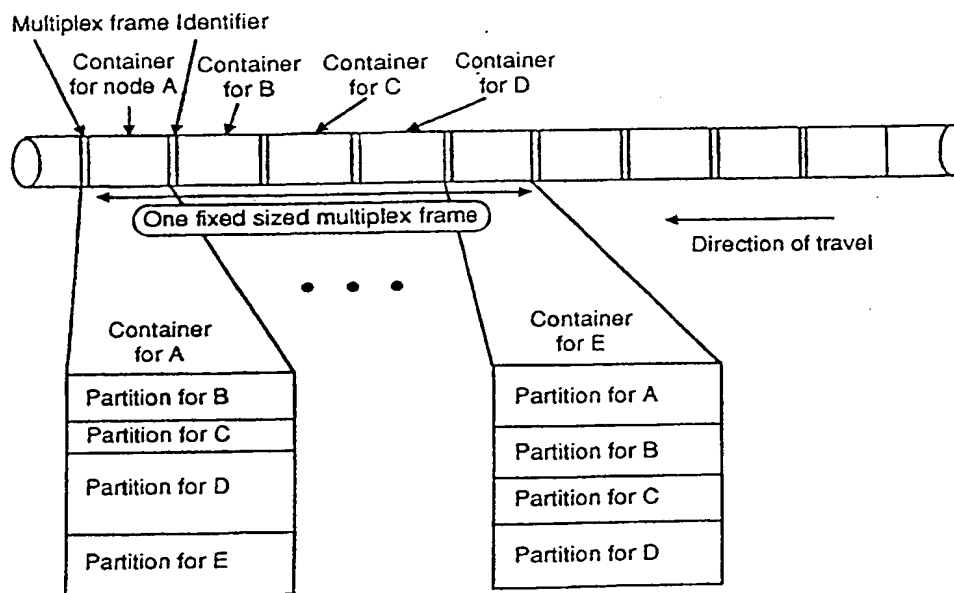 Multiplex frame Identifier
Container
for node A
Container
for B
Container
for C
Container
for D
One fixed sized multiplex frame
Direction of travel
Container
for A
Partition for B
Partition for C
Partition for D
Partition for E
Container
for E
Partition for A
Partition for B
Partition for C
Partition for D